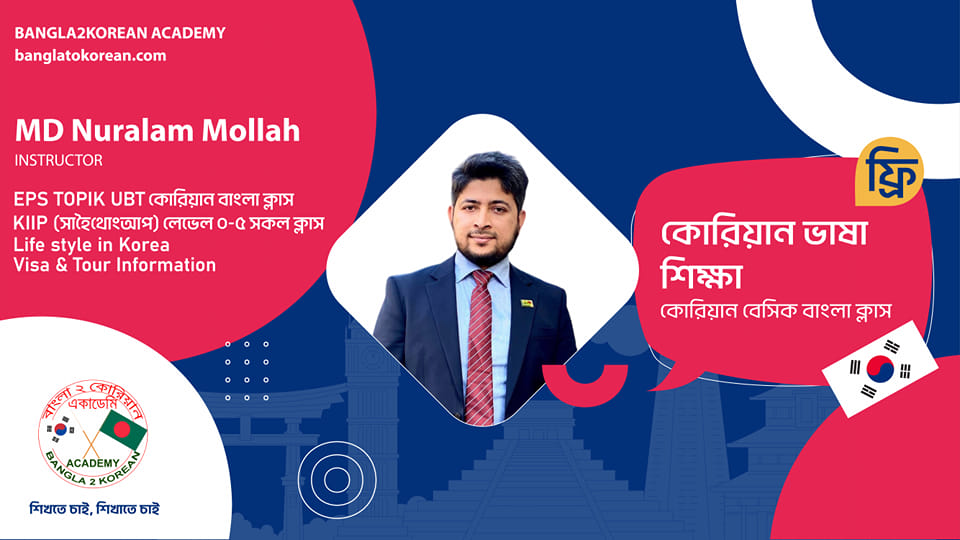 BANGLA2KOREAN ACADEMY
banglatokorean.com
MD Nuralam Mollah
INSTRUCTOR
EPS TOPIK UBT কোরিয়ান বাংলা ক্লাস
KIIP (সাহৈথোংআপ) লেভেল ০-৫ সকল ক্লাস
Life style in Korea
Visa & Tour Information
ফ্রি
কোরিয়ান ভাষা
শিক্ষা
কোরিয়ান বেসিক বাংলা ক্লাস
বাংলা ২ কোরিয়ান
একাডেমি
ACADEMY
BANGLA 2 KOREAN
শিখতে চাই, শিখাতে চাই